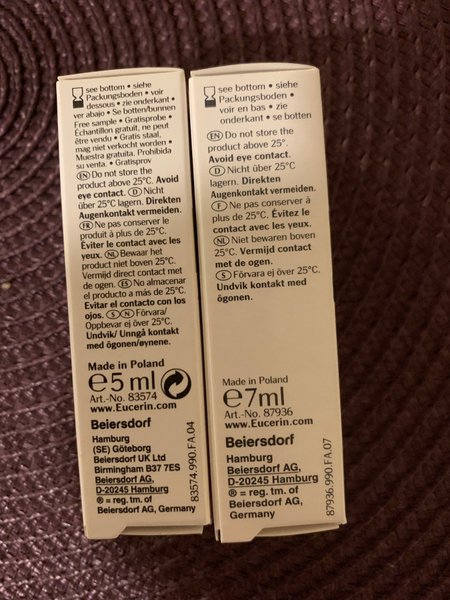 see bottom • siehe
Packungsboden • voir
dessous • zie onderkant •
ver abajo • Se botten/bunnen
Free sample • Gratisprobe •
Échantillon gratuit, ne peut
être vendu • Gratis staal,
mag niet verkocht worden •
Muestra gratuita. Prohibida
su venta. • Gratisprov
EN Do not store the
product above 25°C. Avoid
eye contact. D Nicht
über 25°C lagern. Direkten
Augenkontakt vermeiden.
FR Ne pas conserver le
produit à plus de 25°C.
Éviter le contact avec les
yeux. NL Bewaar het
product niet boven 25°C.
Vermijd direct contact met
de ogen. ES No almacenar
el producto a más de 25°C.
Evitar el contacto con los
ojos. S N Förvara/
Oppbevar ej över 25°C.
Undvik/ Unngå kontakt
med ögonen/øynene.
Made in Poland
e5 ml
Art.-No. 83574
www.Eucerin.com
Beiersdorf
Hamburg
(SE) Göteborg
Beiersdorf UK Ltd
Birmingham B37 7ES
Beiersdorf AG,
D-20245 Hamburg
® = reg. tm. of
Beiersdorf AG, Germany
83574.990.FA.04
see bottom • siehe
Packungsboden •
voir en bas • zie
onderkant • se botten
EN Do not store the
product above 25°.
Avoid eye contact.
D Nicht über 25°C
lagern. Direkten
Augenkontakt vermeiden.
F Ne pas conserver à
plus de 25°C. Évitez le
contact avec les yeux.
NL Niet bewaren boven
25°C. Vermijd contact
met de ogen.
S Förvara ej över 25°C.
Undvik kontakt med
ögonen.
Made in Poland
e7ml
Art.-No. 87936
www.Eucerin.com
Beiersdorf
Hamburg
Beiersdorf AG,
D-20245 Hamburg
® = reg. tm. of
Beiersdorf AG,
Germany
87936.990.FA.07